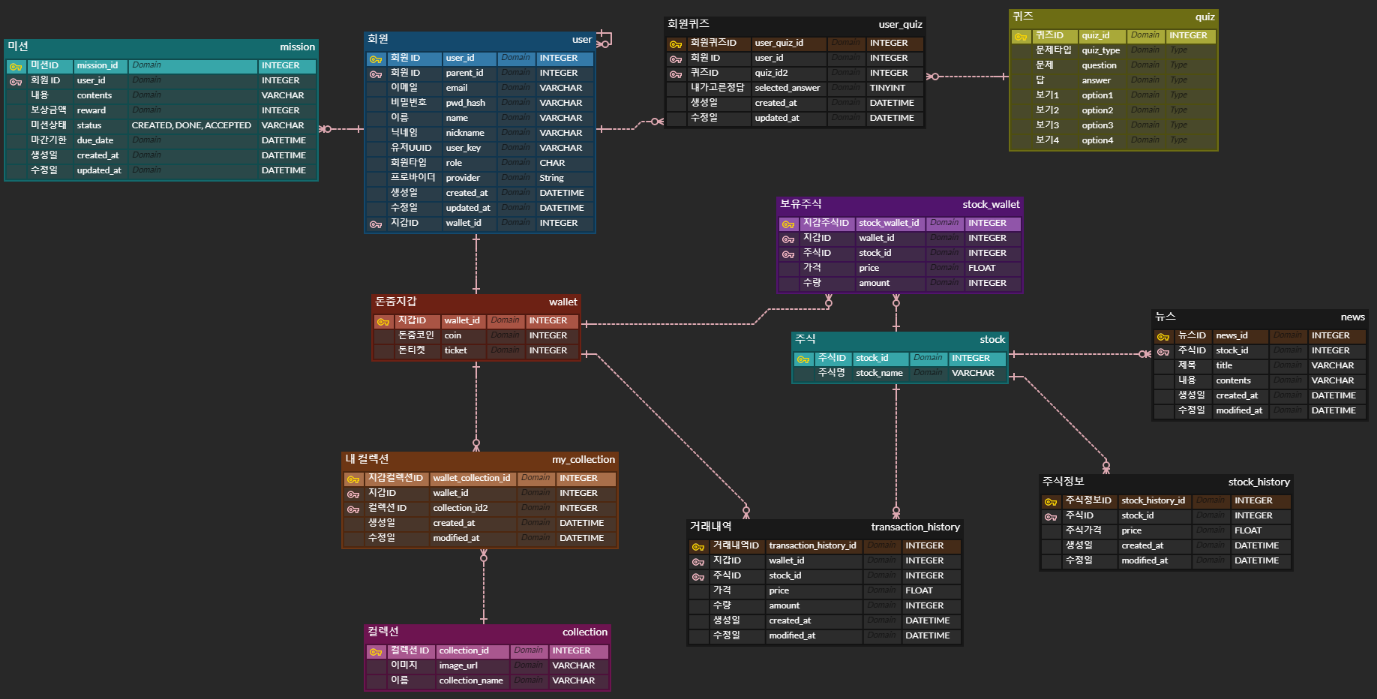 미션 mission
미션ID mission_id Domain INTEGER
회원 ID user_id Domain INTEGER
내용 contents Domain VARCHAR
보상금액 reward Domain INTEGER
미션상태 status CREATED, DONE, ACCEPTED VARCHAR
마간기한 due_date Domain DATETIME
생성일 created_at Domain DATETIME
수정일 updated_at Domain DATETIME
회원 user
회원 ID user_id Domain INTEGER
회원 ID parent_id Domain INTEGER
이메일 email Domain VARCHAR
비밀번호 pwd_hash Domain VARCHAR
이름 name Domain VARCHAR
닉네임 nickname Domain VARCHAR
유저UUID user_key Domain VARCHAR
회원타입 role Domain CHAR
프로바이더 provider Domain String
생성일 created_at Domain DATETIME
수정일 updated_at Domain DATETIME
지갑ID wallet_id Domain INTEGER
회원퀴즈 user_quiz
회원퀴즈ID user_quiz_id Domain INTEGER
회원 ID user_id Domain INTEGER
퀴즈ID quiz_id2 Domain INTEGER
내가고른정답 selected_answer Domain TINYINT
생성일 created_at Domain DATETIME
수정일 updated_at Domain DATETIME
퀴즈 quiz
퀴즈ID quiz_id Domain INTEGER
문제타입 quiz_type Domain Type
문제 question Domain Type
답 answer Domain Type
보기1 option1 Domain Type
보기2 option2 Domain Type
보기3 option3 Domain Type
보기4 option4 Domain Type
보유주식 stock_wallet
지갑주식ID stock_wallet_id Domain INTEGER
지갑ID wallet_id Domain INTEGER
주식ID stock_id Domain INTEGER
가격 price Domain FLOAT
수량 amount Domain INTEGER
돈줍지갑 wallet
지갑ID wallet_id Domain INTEGER
돈줍코인 coin Domain INTEGER
돈티켓 ticket Domain INTEGER
주식 stock
주식ID stock_id Domain INTEGER
주식명 stock_name Domain VARCHAR
뉴스 news
뉴스ID news_id Domain INTEGER
주식ID stock_id Domain INTEGER
제목 title Domain VARCHAR
내용 contents Domain VARCHAR
생성일 created_at Domain DATETIME
수정일 modified_at Domain DATETIME
내 컬렉션 my_collection
지갑컬렉션ID wallet_collection_id Domain INTEGER
지갑ID wallet_id Domain INTEGER
컬렉션 ID collection_id2 Domain INTEGER
생성일 created_at Domain DATETIME
수정일 modified_at Domain DATETIME
주식정보 stock_history
주식정보ID stock_history_id Domain INTEGER
주식ID stock_id Domain INTEGER
주식가격 price Domain FLOAT
생성일 created_at Domain DATETIME
수정일 modified_at Domain DATETIME
거래내역 transaction_history
거래내역ID transaction_history_id Domain INTEGER
지갑ID wallet_id Domain INTEGER
주식ID stock_id Domain INTEGER
가격 price Domain FLOAT
수량 amount Domain INTEGER
생성일 created_at Domain DATETIME
수정일 modified_at Domain DATETIME
컬렉션 collection
컬렉션 ID collection_id Domain INTEGER
이미지 image_url Domain VARCHAR
이름 collection_name Domain VARCHAR